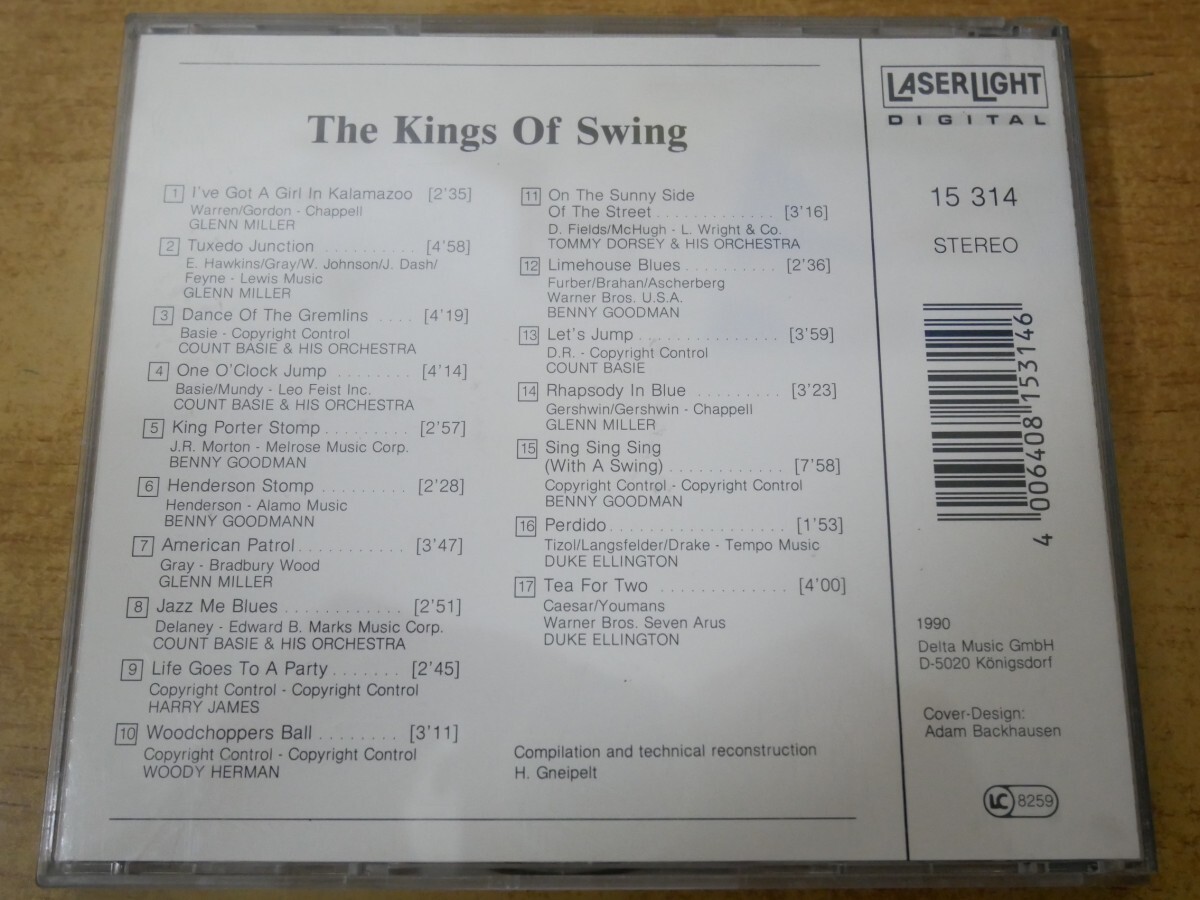 The Kings Of Swing
1 I've Got A Girl In Kalamazoo [2'35]
Warren/Gordon - Chappell
GLENN MILLER
2 Tuxedo Junction .......... [4'58]
E. Hawkins/Gray/W. Johnson/J. Dash/
Feyne - Lewis Music
GLENN MILLER
3 Dance Of The Gremlins .... [4'19]
Basie - Copyright Control
COUNT BASIE & HIS ORCHESTRA
4 One O'Clock Jump ........ [4'14]
Basie/Mundy - Leo Feist Inc.
COUNT BASIE & HIS ORCHESTRA
5 King Porter Stomp ......... [2'57]
J.R. Morton - Melrose Music Corp.
BENNY GOODMAN
6 Henderson Stomp ......... [2'28]
Henderson - Alamo Music
BENNY GOODMANN
7 American Patrol ........... [3'47]
Gray - Bradbury Wood
GLENN MILLER
8 Jazz Me Blues ............ [2'51]
Delaney - Edward B. Marks Music Corp.
COUNT BASIE & HIS ORCHESTRA
9 Life Goes To A Party ....... [2'45]
Copyright Control - Copyright Control
HARRY JAMES
10 Woodchoppers Ball ........ [3'11]
Copyright Control - Copyright Control
WOODY HERMAN
11 On The Sunny Side
Of The Street ............. [3'16]
D. Fields/McHugh - L. Wright & Co.
TOMMY DORSEY & HIS ORCHESTRA
12 Limehouse Blues .......... [2'36]
Furber/Brahan/Ascherberg
Warner Bros. U.S.A.
BENNY GOODMAN
13 Let's Jump ............... [3'59]
D.R. - Copyright Control
COUNT BASIE
14 Rhapsody In Blue ......... [3'23]
Gershwin/Gershwin - Chappell
GLENN MILLER
15 Sing Sing Sing
(With A Swing) ............ [7'58]
Copyright Control - Copyright Control
BENNY GOODMAN
16 Perdido .................. [1'53]
Tizol/Langsfelder/Drake - Tempo Music
DUKE ELLINGTON
17 Tea For Two ............. [4'00]
Caesar/Youmans
Warner Bros. Seven Arus
DUKE ELLINGTON
Compilation and technical reconstruction
H. Gneipelt
LASERLIGHT
DIGITAL
15 314
STEREO
4 006408 153146
1990
Delta Music GmbH
D-5020 Königsdorf
Cover-Design:
Adam Backhausen
LC 8259